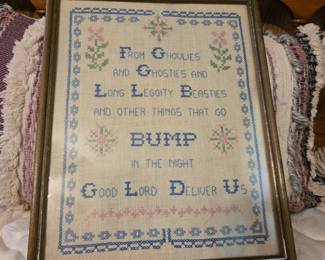 From Ghoulies
and Ghosties and
Long Leggity Beasties
and other things that go
BUMP
in the night
Good Lord Deliver Us